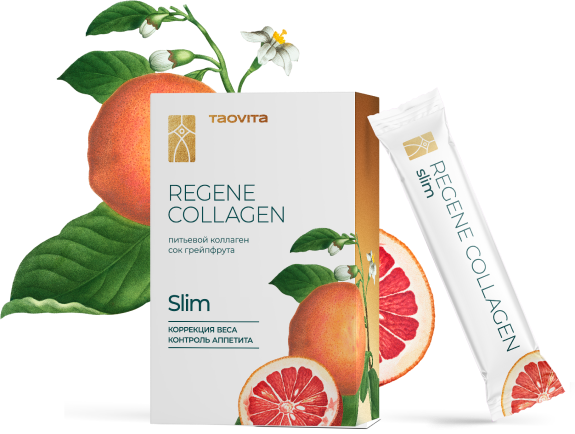 TAOVITA
REGENE
COLLAGEN
питьевой коллаген
сок грейпфрута
Slim
КОРРЕКЦИЯ ВЕСА
КОНТРОЛЬ АППЕТИТА
REGENE COLLAGEN
slim